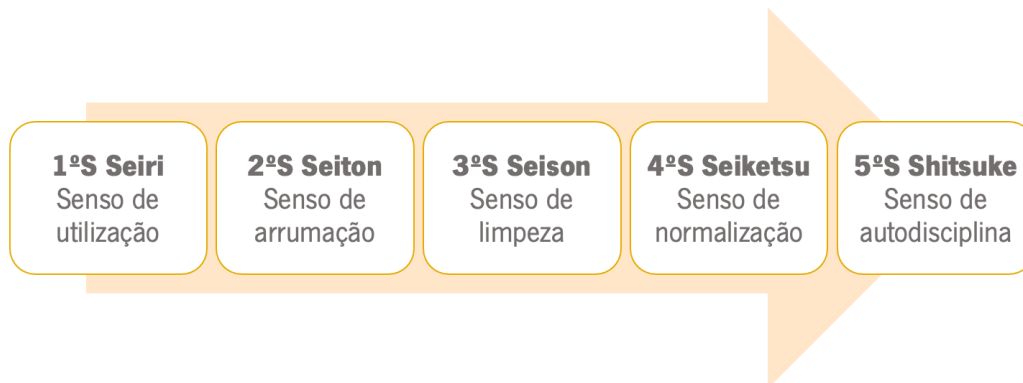 1ºS Seiri
Senso de
utilização
2ºS Seiton
Senso de
arrumação
3ºS Seison
Senso de
limpeza
4ºS Seiketsu
Senso de
normalização
5ºS Shitsuke
Senso de
autodisciplina